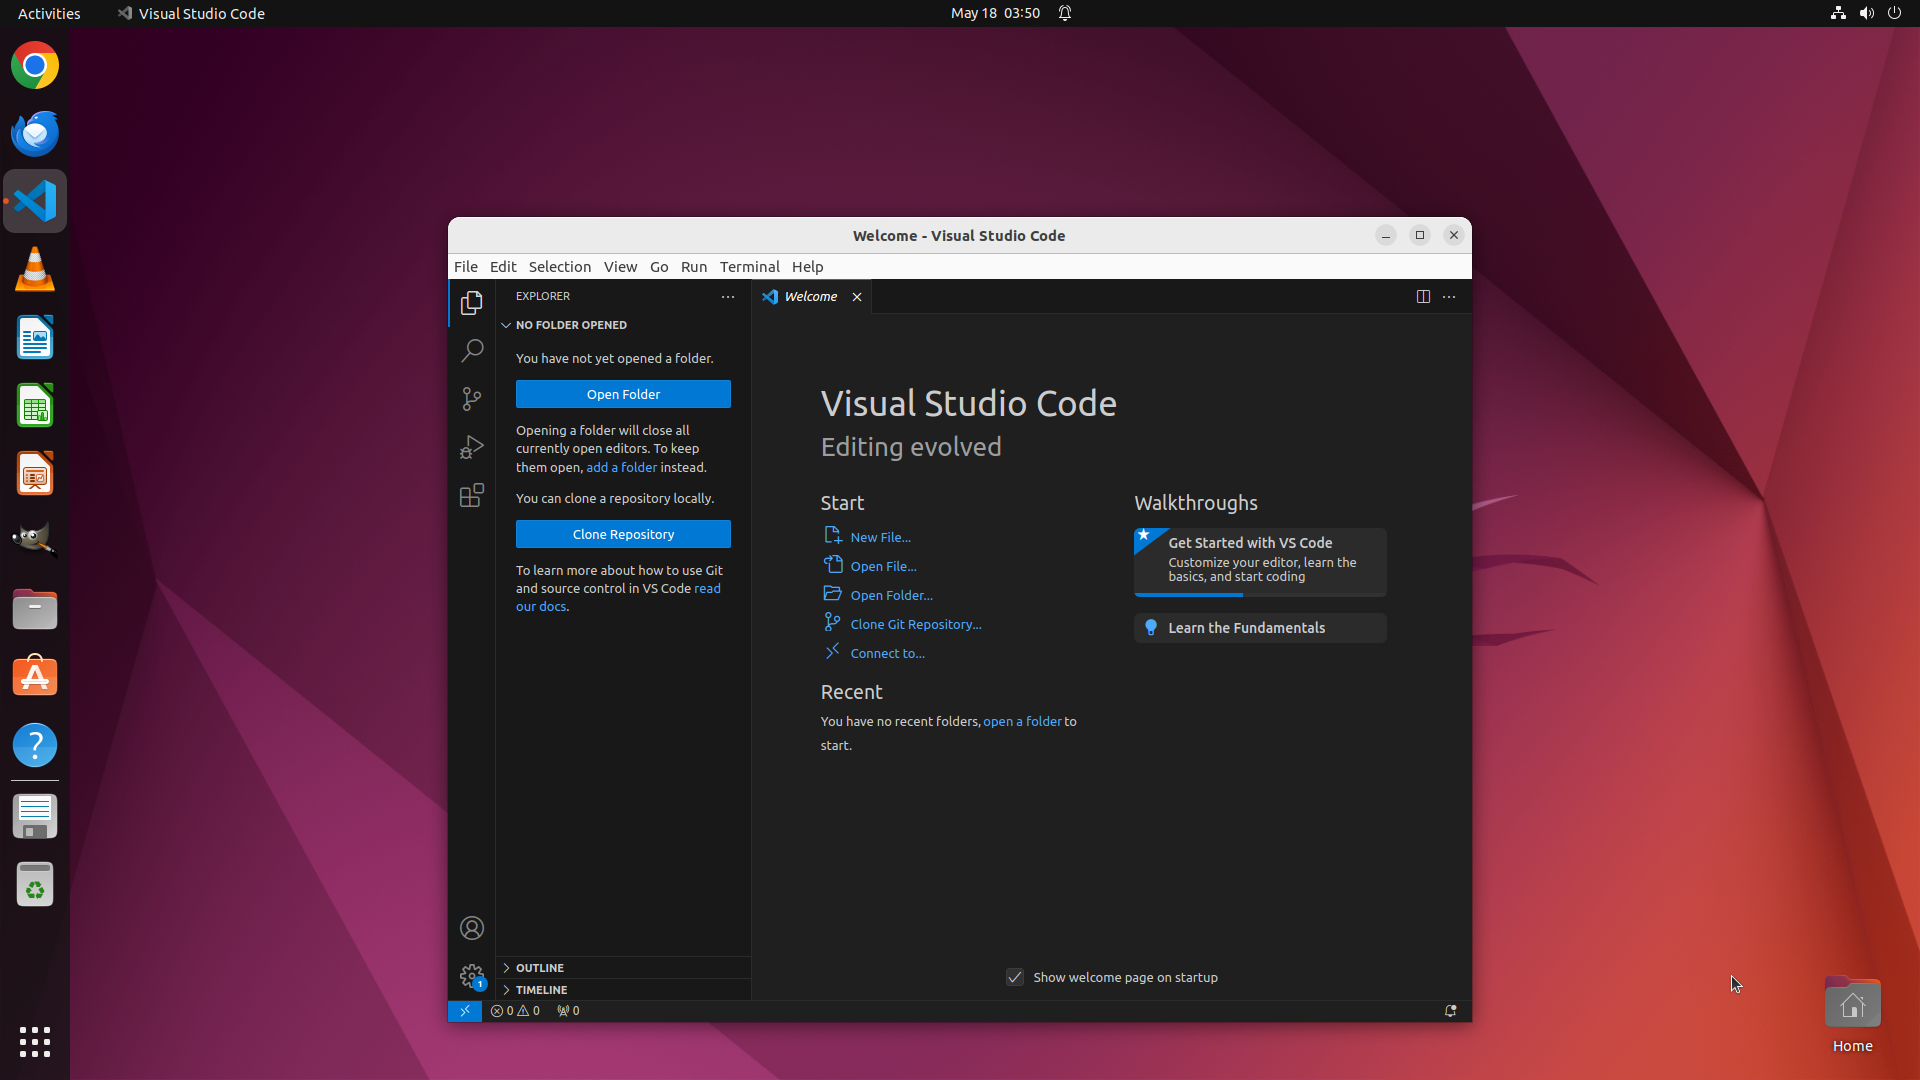 Activities
Visual Studio Code
May 18 03:50
Welcome - Visual Studio Code
File Edit Selection View Go Run Terminal Help
EXPLORER
Welcome
NO FOLDER OPENED
You have not yet opened a folder.
Open Folder
Opening a folder will close all
currently open editors. To keep
them open, add a folder instead.
You can clone a repository locally.
Clone Repository
To learn more about how to use Git
and source control in VS Code read
our docs.
OUTLINE
TIMELINE
Visual Studio Code
Editing evolved
Start
New File...
Open File...
Open Folder...
Clone Git Repository...
Connect to...
Recent
You have no recent folders, open a folder to
start.
Walkthroughs
Get Started with VS Code
Customize your editor, learn the
basics, and start coding
Learn the Fundamentals
Show welcome page on startup
1
0 0 0
Home